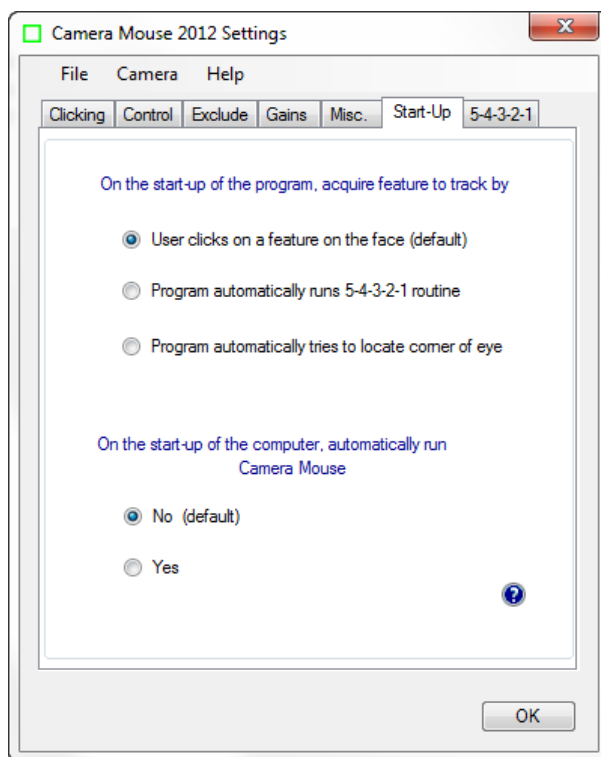 Camera Mouse 2012 Settings
File Camera Help
Clicking Control Exclude Gains Misc. Start-Up 5-4-3-2-1
On the start-up of the program, acquire feature to track by
User clicks on a feature on the face (default)
Program automatically runs 5-4-3-2-1 routine
Program automatically tries to locate corner of eye
On the start-up of the computer, automatically run
Camera Mouse
No (default)
Yes
?
OK